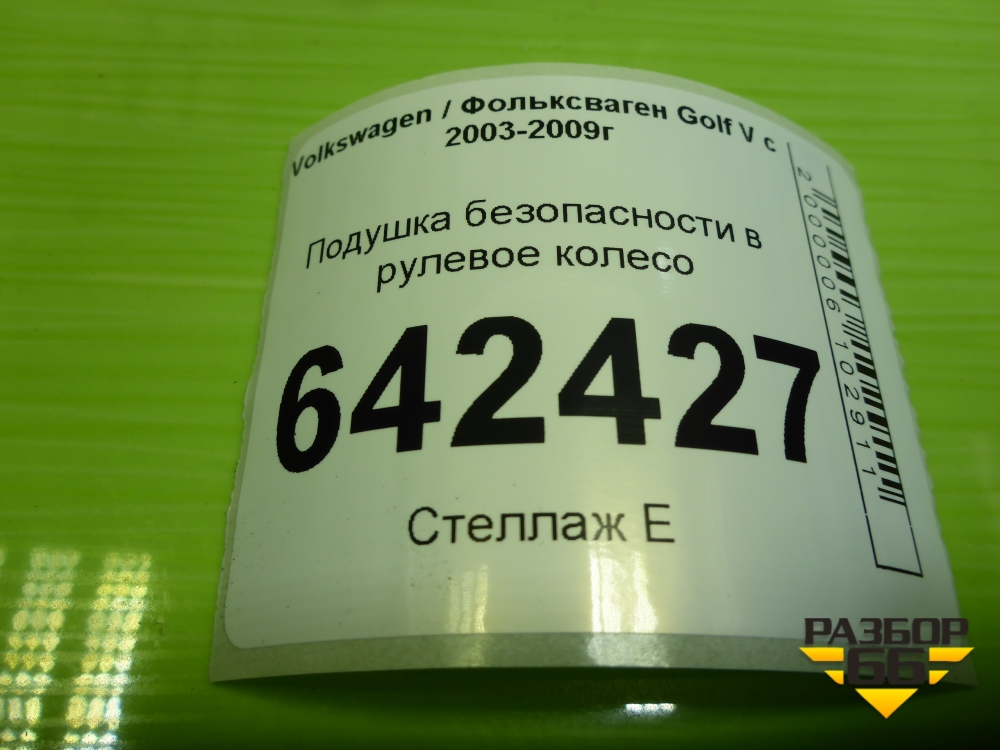 Volkswagen / Фольксваген Golf V с
2003-2009г
Подушка безопасности в
рулевое колесо
642427
Стеллаж Е
2000006102911
РАЗБОР
66